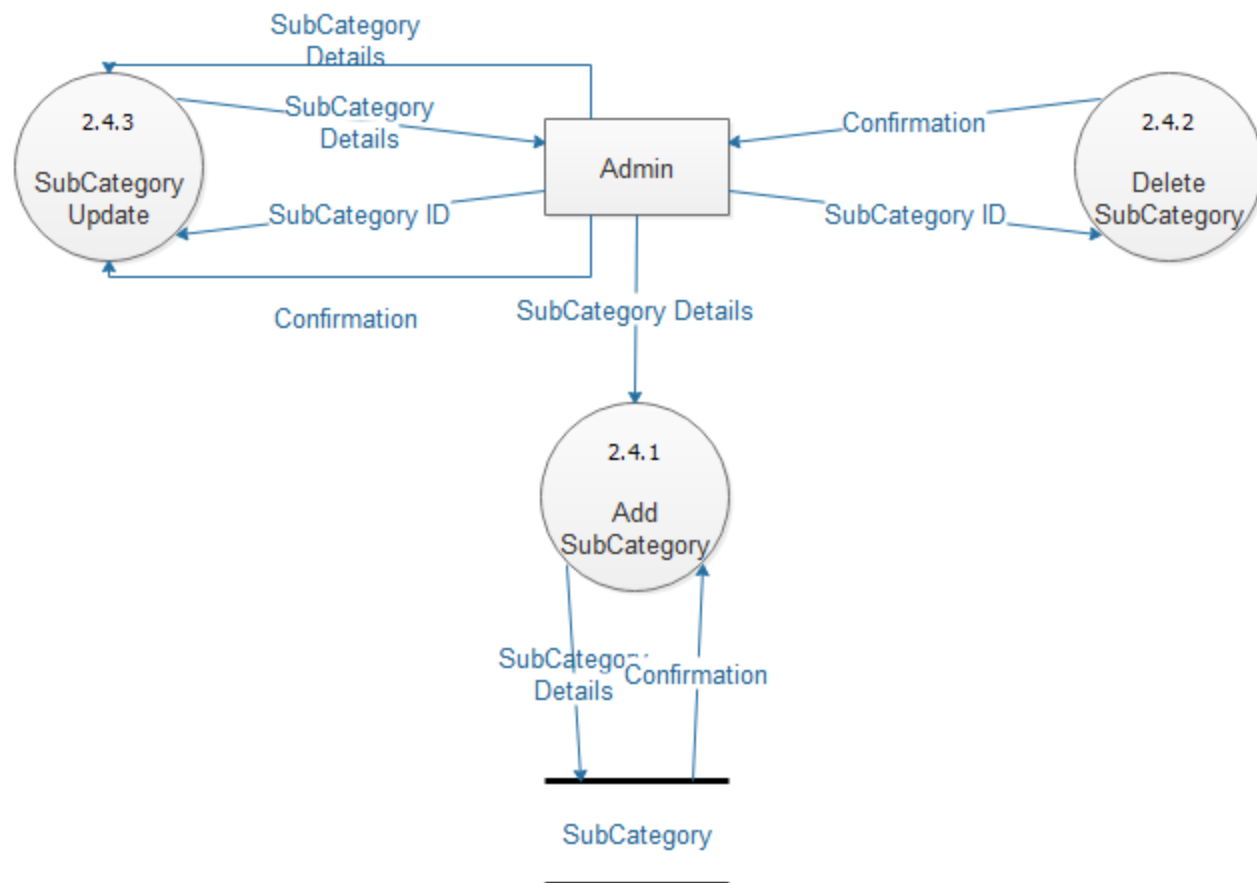 SubCategory
Details
2.4.3
SubCategory
Update
SubCategory
Details
SubCategory ID
Confirmation
Admin
Confirmation
SubCategory ID
2.4.2
Delete
SubCategory
SubCategory Details
2.4.1
Add
SubCategory
SubCategory
Details
Confirmation
SubCategory